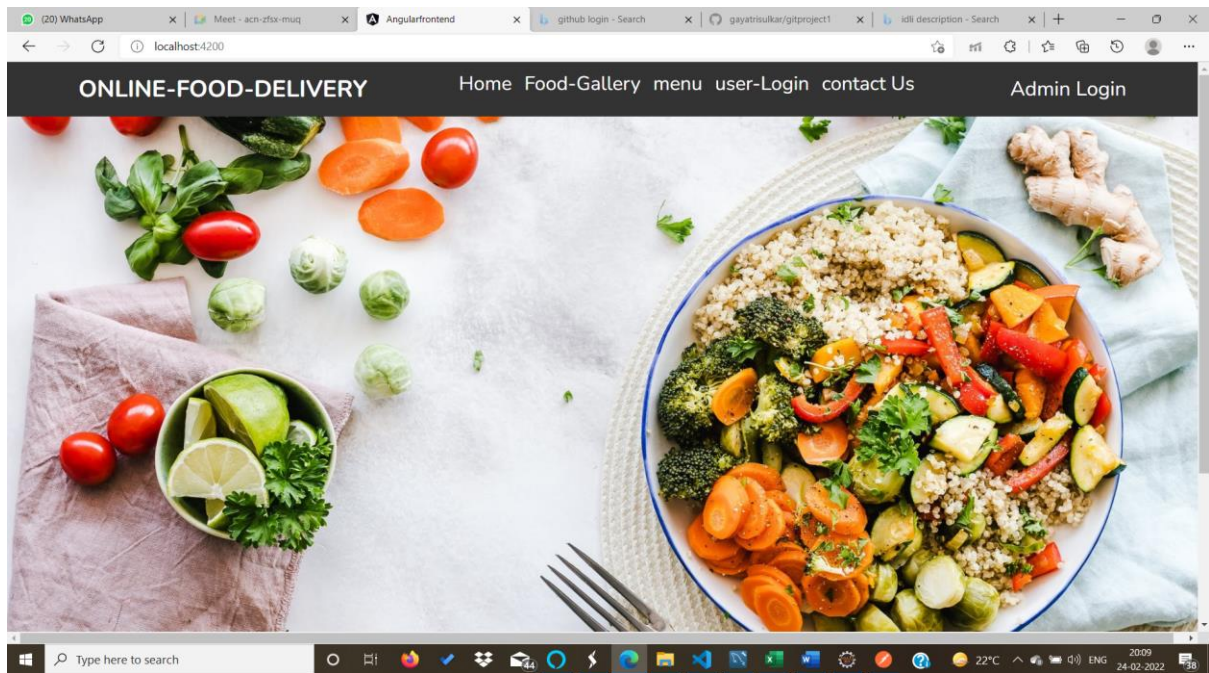 (20) WhatsApp
Meet - acn-zfsx-muq
Angularfrontend
github login - Search
gayatrisulkar/gitproject1
idli description - Search
localhost:4200
ONLINE-FOOD-DELIVERY
Home Food-Gallery menu user-Login contact Us
Admin Login
Type here to search
44
22°C
ENG
20:09
24-02-2022
38